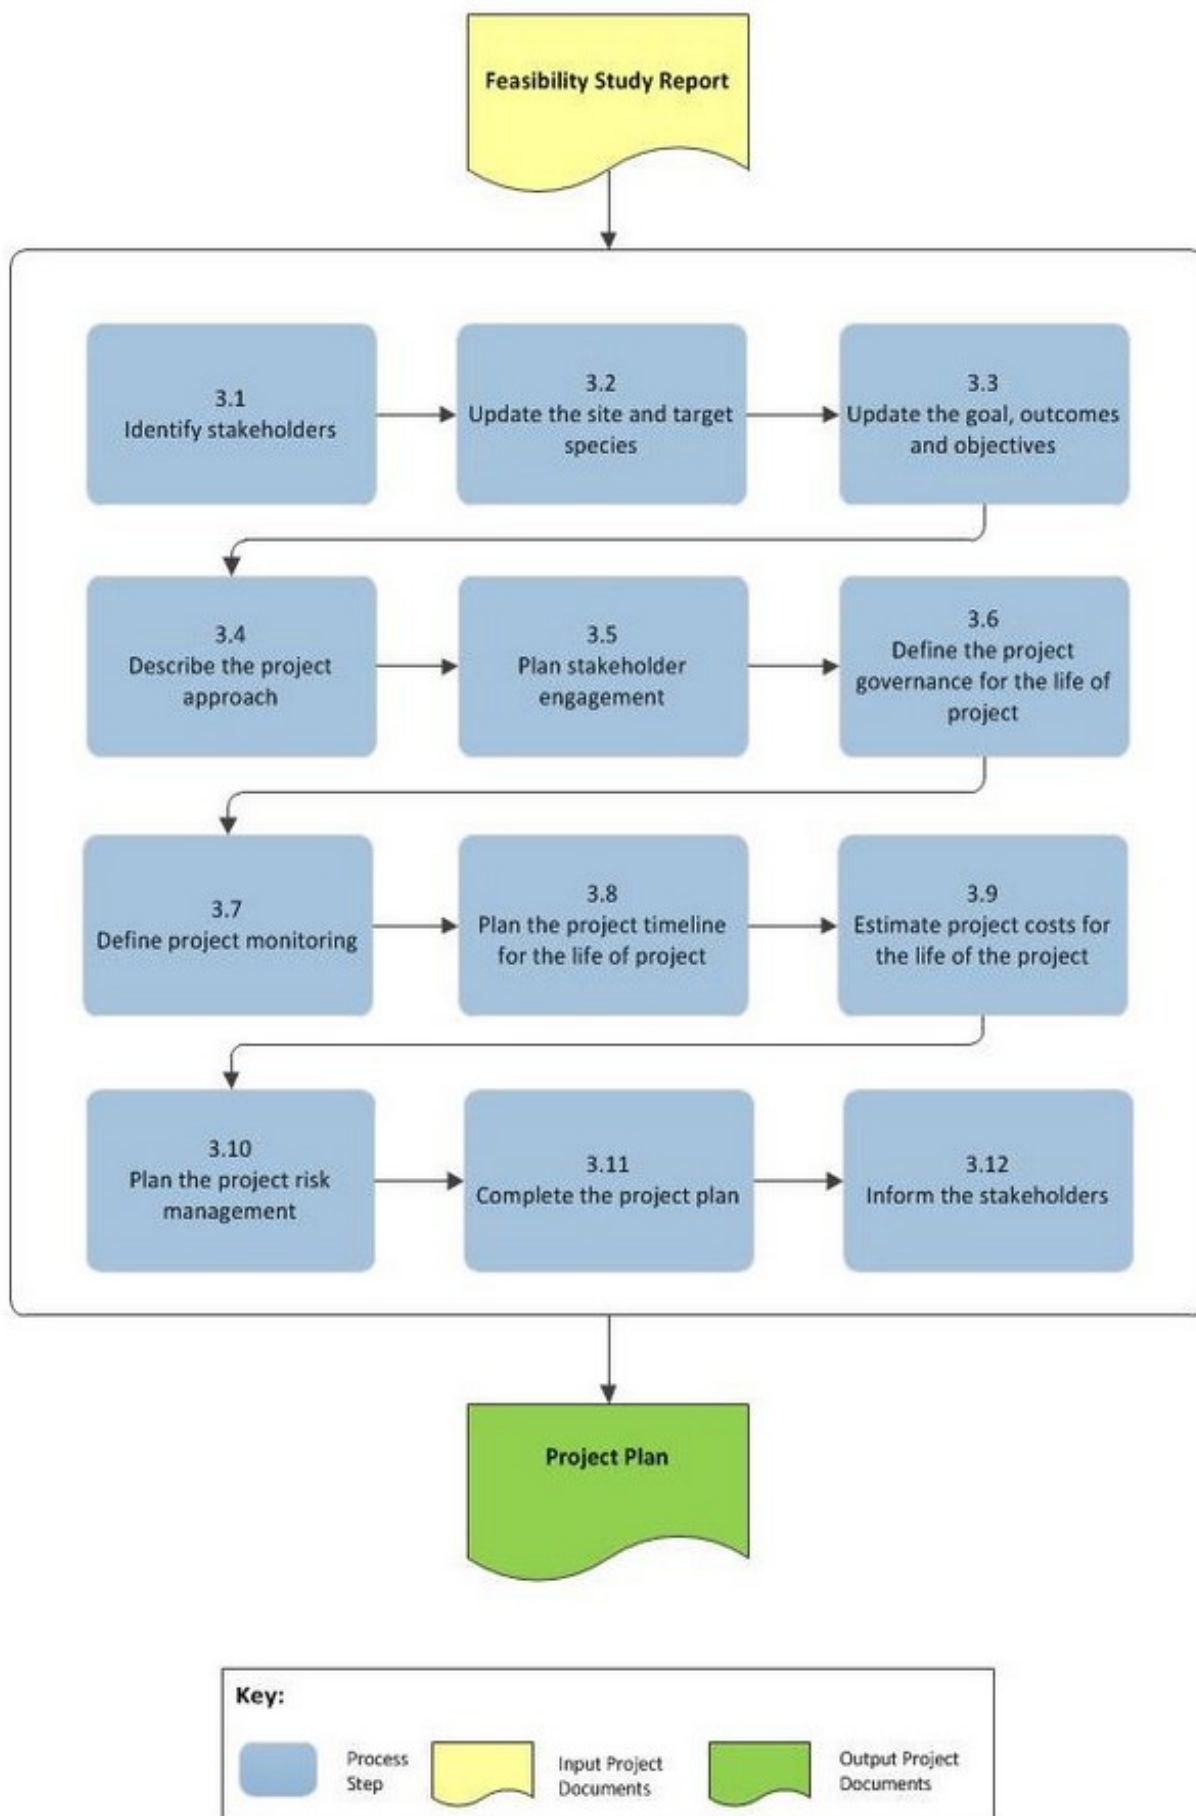 Feasibility Study Report
3.1
Identify stakeholders
3.2
Update the site and target
species
3.3
Update the goal, outcomes
and objectives
3.4
Describe the project
approach
3.5
Plan stakeholder
engagement
3.6
Define the project
governance for the life of
project
3.7
Define project monitoring
3.8
Plan the project timeline
for the life of project
3.9
Estimate project costs for
the life of the project
3.10
Plan the project risk
management
3.11
Complete the project plan
3.12
Inform the stakeholders
Project Plan
Key:
Process
Step
Input Project
Documents
Output Project
Documents